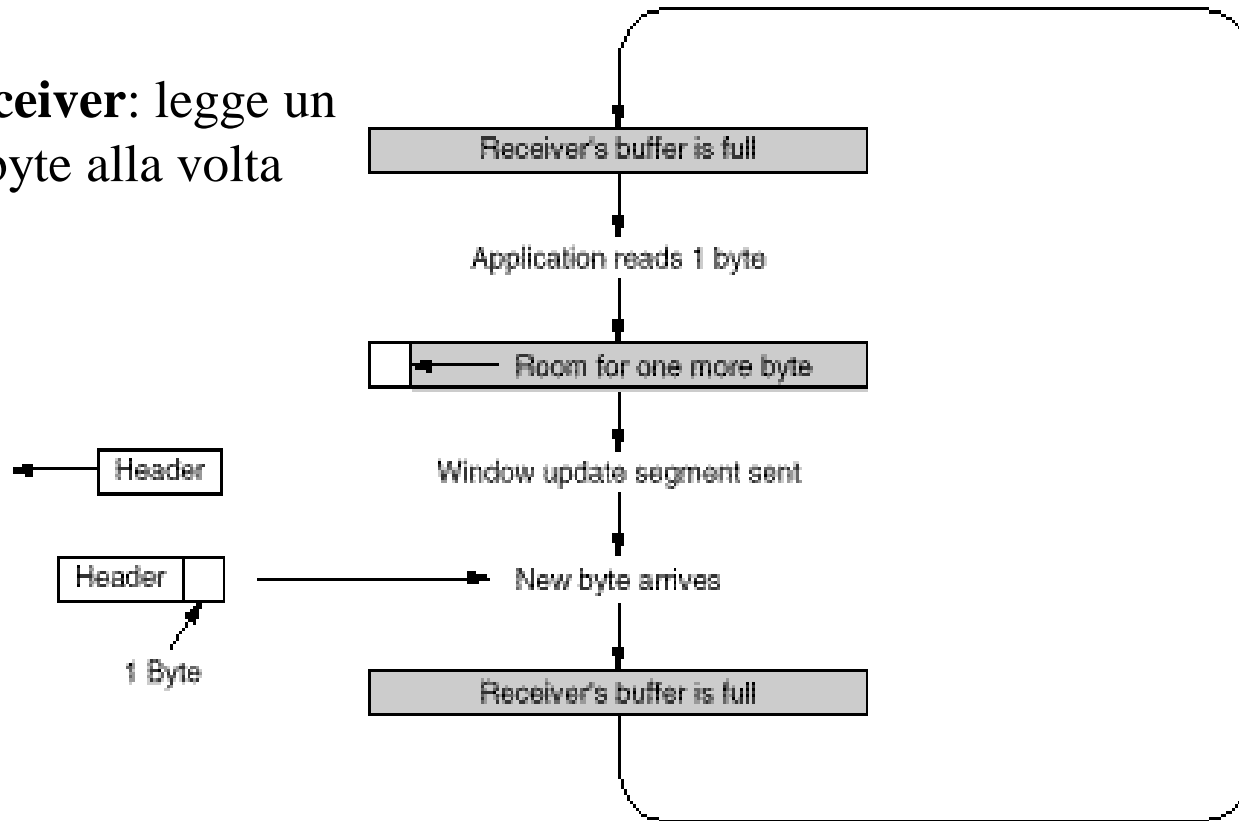 ceiver: legge un
byte alla volta
Receiver's buffer is full
Application reads 1 byte
Room for one more byte
Header
Window update segment sent
Header
New byte arrives
1 Byte
Receiver's buffer is full